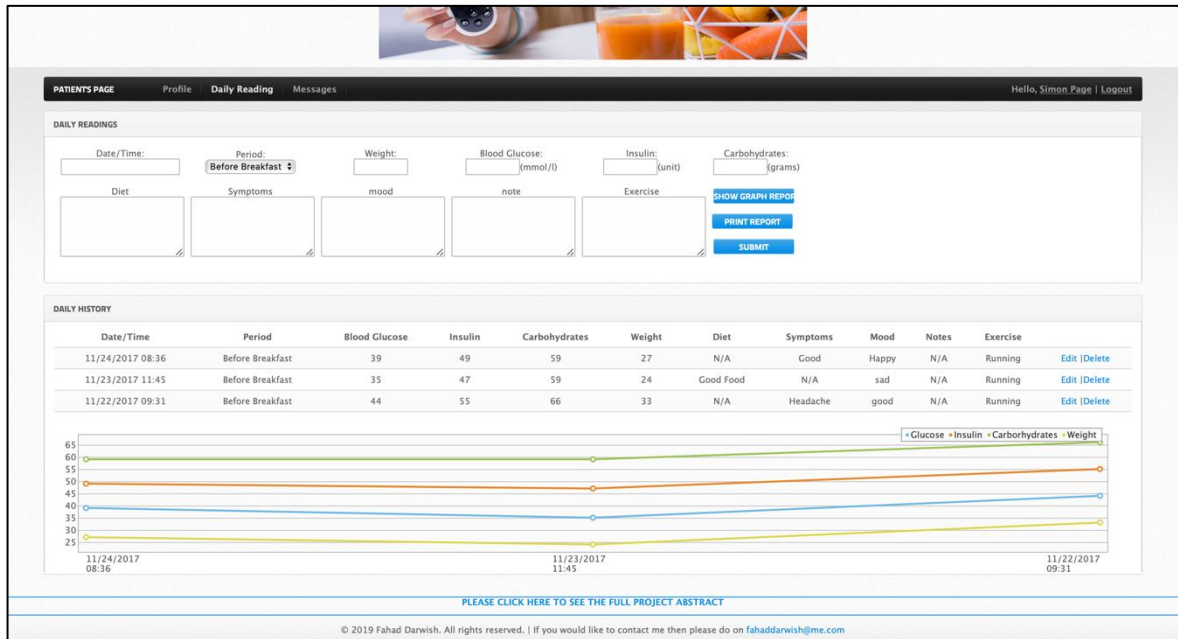 PATIENT'S PAGE Profile Daily Reading Messages Hello, Simon Page | Logout
DAILY READINGS
Date/Time: Period: Weight: Blood Glucose: Insulin: Carbohydrates:
Before Breakfast (mmol/l) (unit) (grams)
Diet Symptoms mood note Exercise
SHOW GRAPH REPOR
PRINT REPORT
SUBMIT
DAILY HISTORY
Date/Time Period Blood Glucose Insulin Carbohydrates Weight Diet Symptoms Mood Notes Exercise
11/24/2017 08:36 Before Breakfast 39 49 59 27 N/A Good Happy N/A Running Edit |Delete
11/23/2017 11:45 Before Breakfast 35 47 59 24 Good Food N/A sad N/A Running Edit |Delete
11/22/2017 09:31 Before Breakfast 44 55 66 33 N/A Headache good N/A Running Edit |Delete
Glucose Insulin Carborhydrates Weight
65
60
55
50
45
40
35
30
25
11/24/2017 11/23/2017 11/22/2017
08:36 11:45 09:31
PLEASE CLICK HERE TO SEE THE FULL PROJECT ABSTRACT
© 2019 Fahad Darwish. All rights reserved. | If you would like to contact me then please do on fahaddarwish@me.com